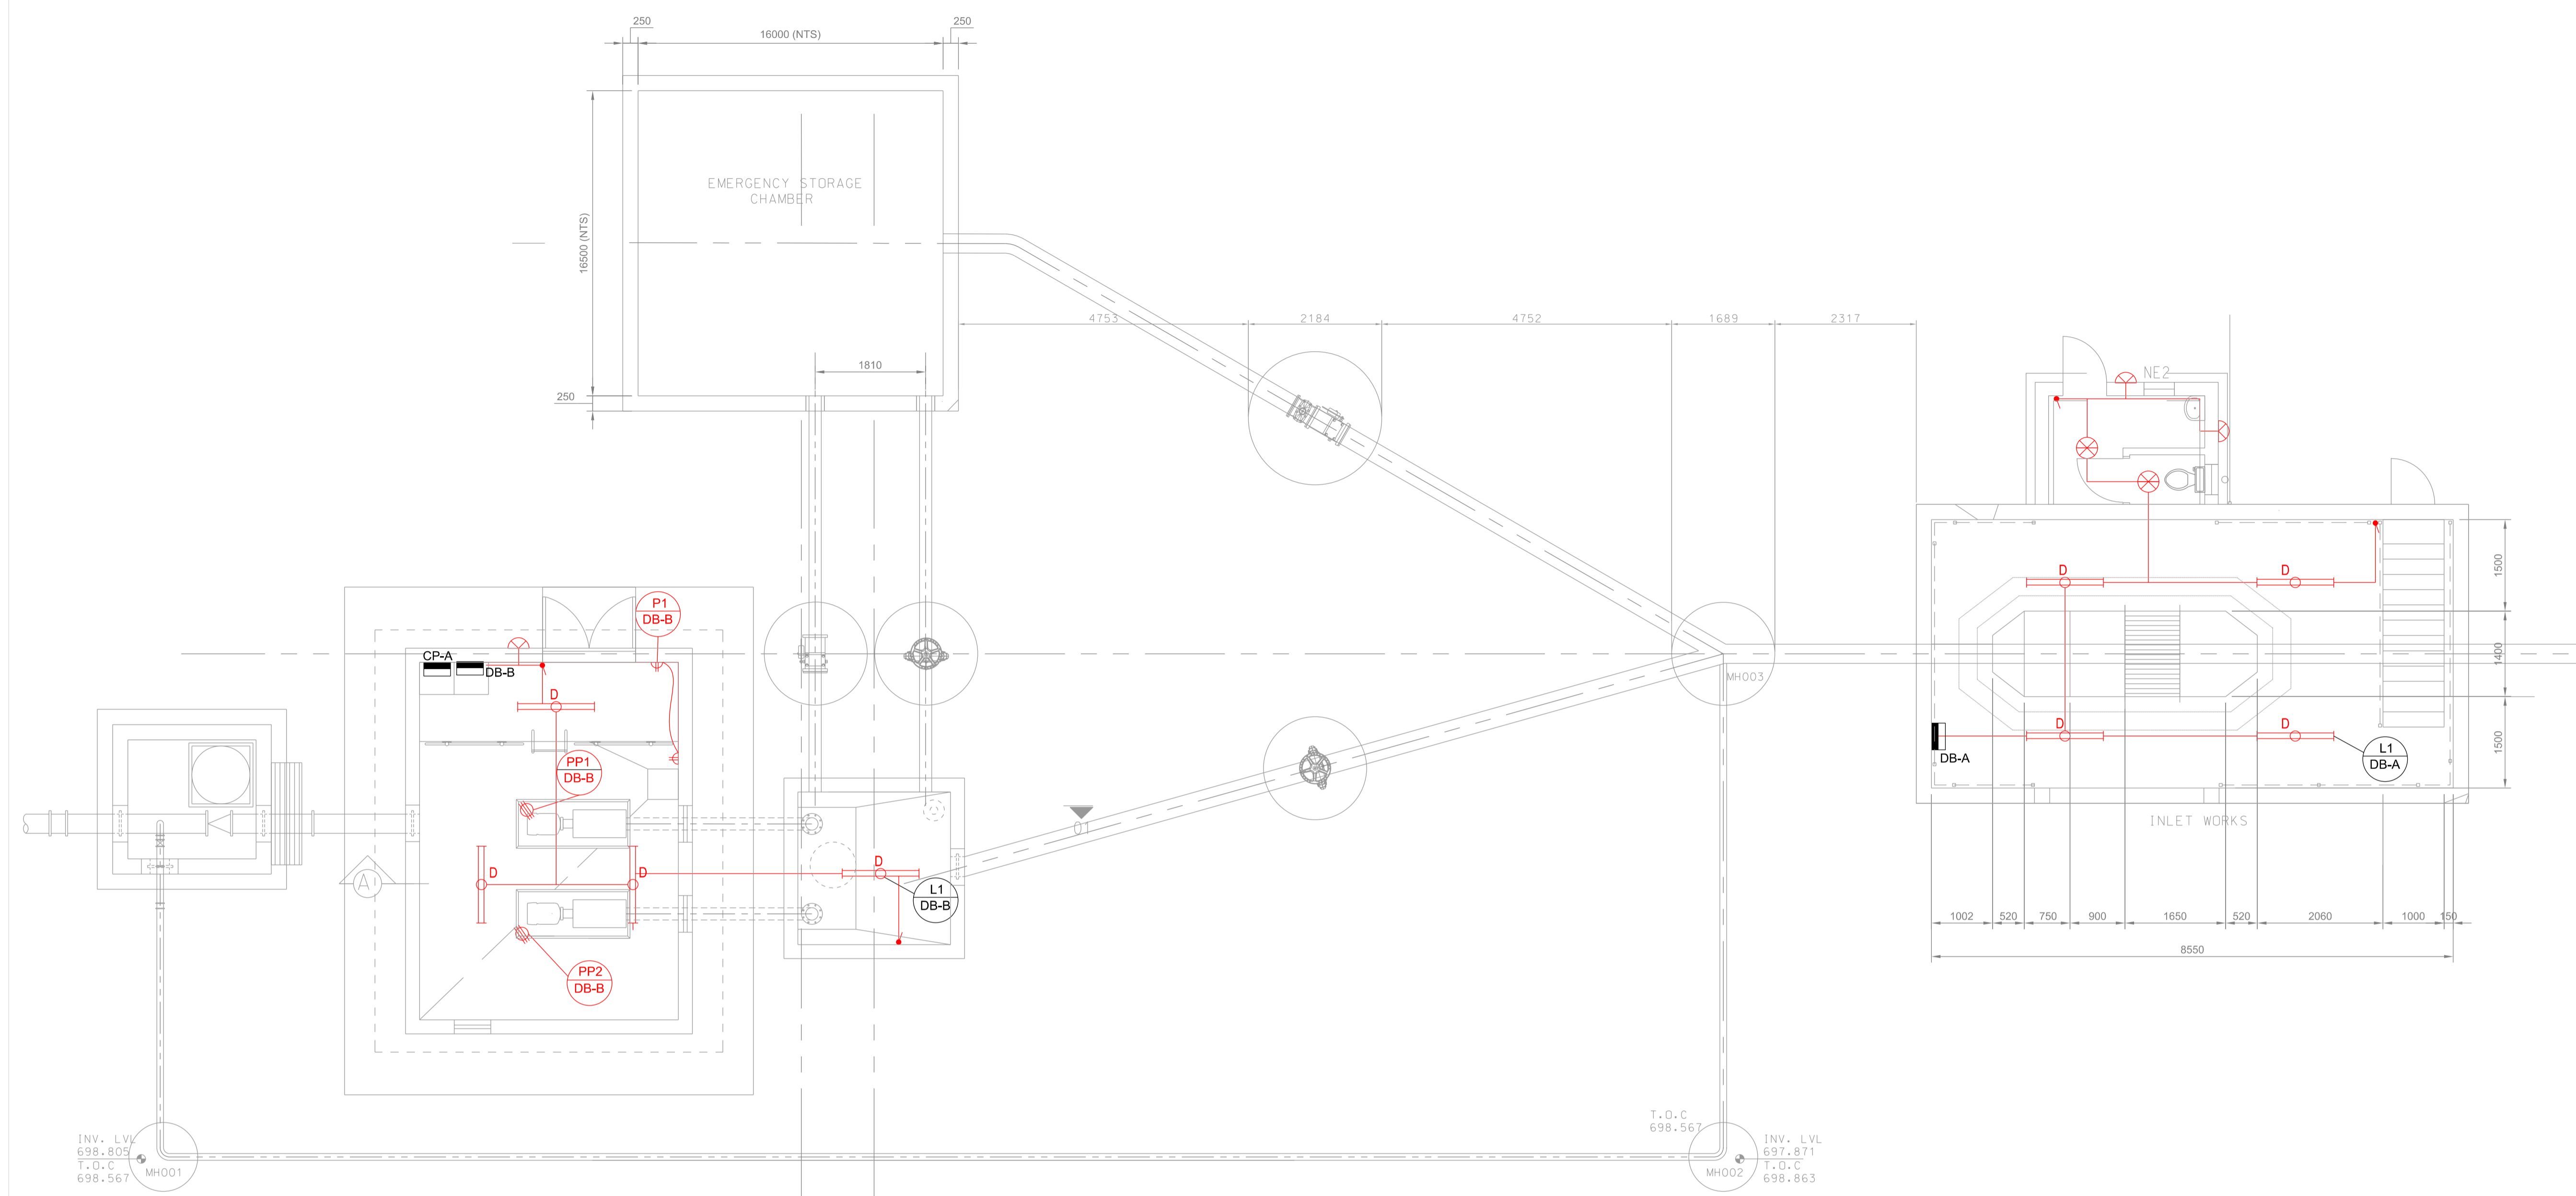 250
16000 (NTS)
250
EMERGENCY STORAGE
CHAMBER
16500 (NTS)
250
1810
4753
2184
4752
1689
2317
NE2
P1
DB-B
CP-A
DB-B
D
PP1
DB-B
D
D
PP2
DB-B
D
L1
DB-B
01
A
MH003
D
D
D
D
DB-A
L1
DB-A
1500
1400
1500
INLET WORKS
1002
520
750
900
1650
520
2060
1000
150
8550
INV. LVL
698.805
T.O.C
698.567
MH001
T.O.C
698.567
MH002
INV. LVL
697.871
T.O.C
698.863